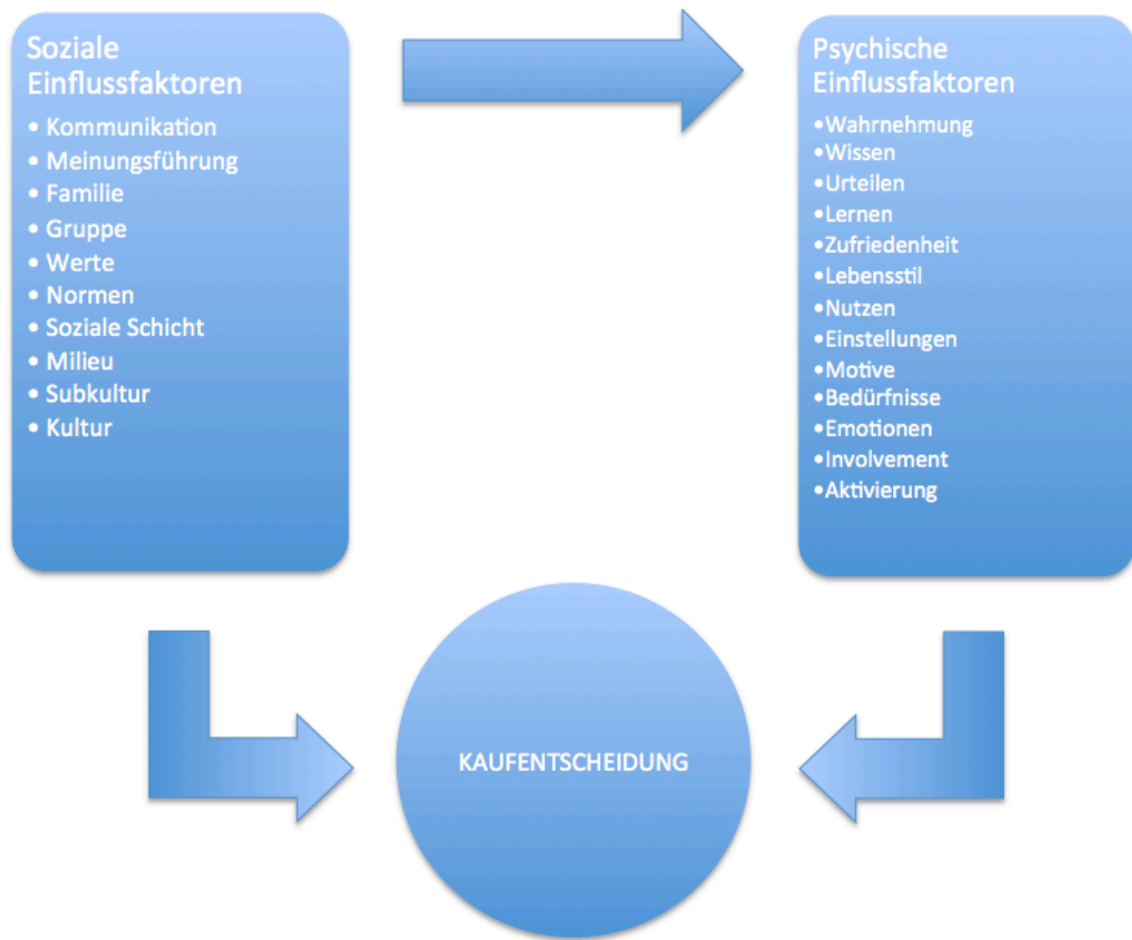 Soziale
Einflussfaktoren
• Kommunikation
• Meinungsführung
• Familie
• Gruppe
• Werte
• Normen
• Soziale Schicht
• Milieu
• Subkultur
• Kultur
Psychische
Einflussfaktoren
•Wahrnehmung
•Wissen
•Urteilen
•Lernen
•Zufriedenheit
•Lebensstil
•Nutzen
•Einstellungen
•Motive
•Bedürfnisse
•Emotionen
•Involvement
•Aktivierung
KAUFENTSCHEIDUNG